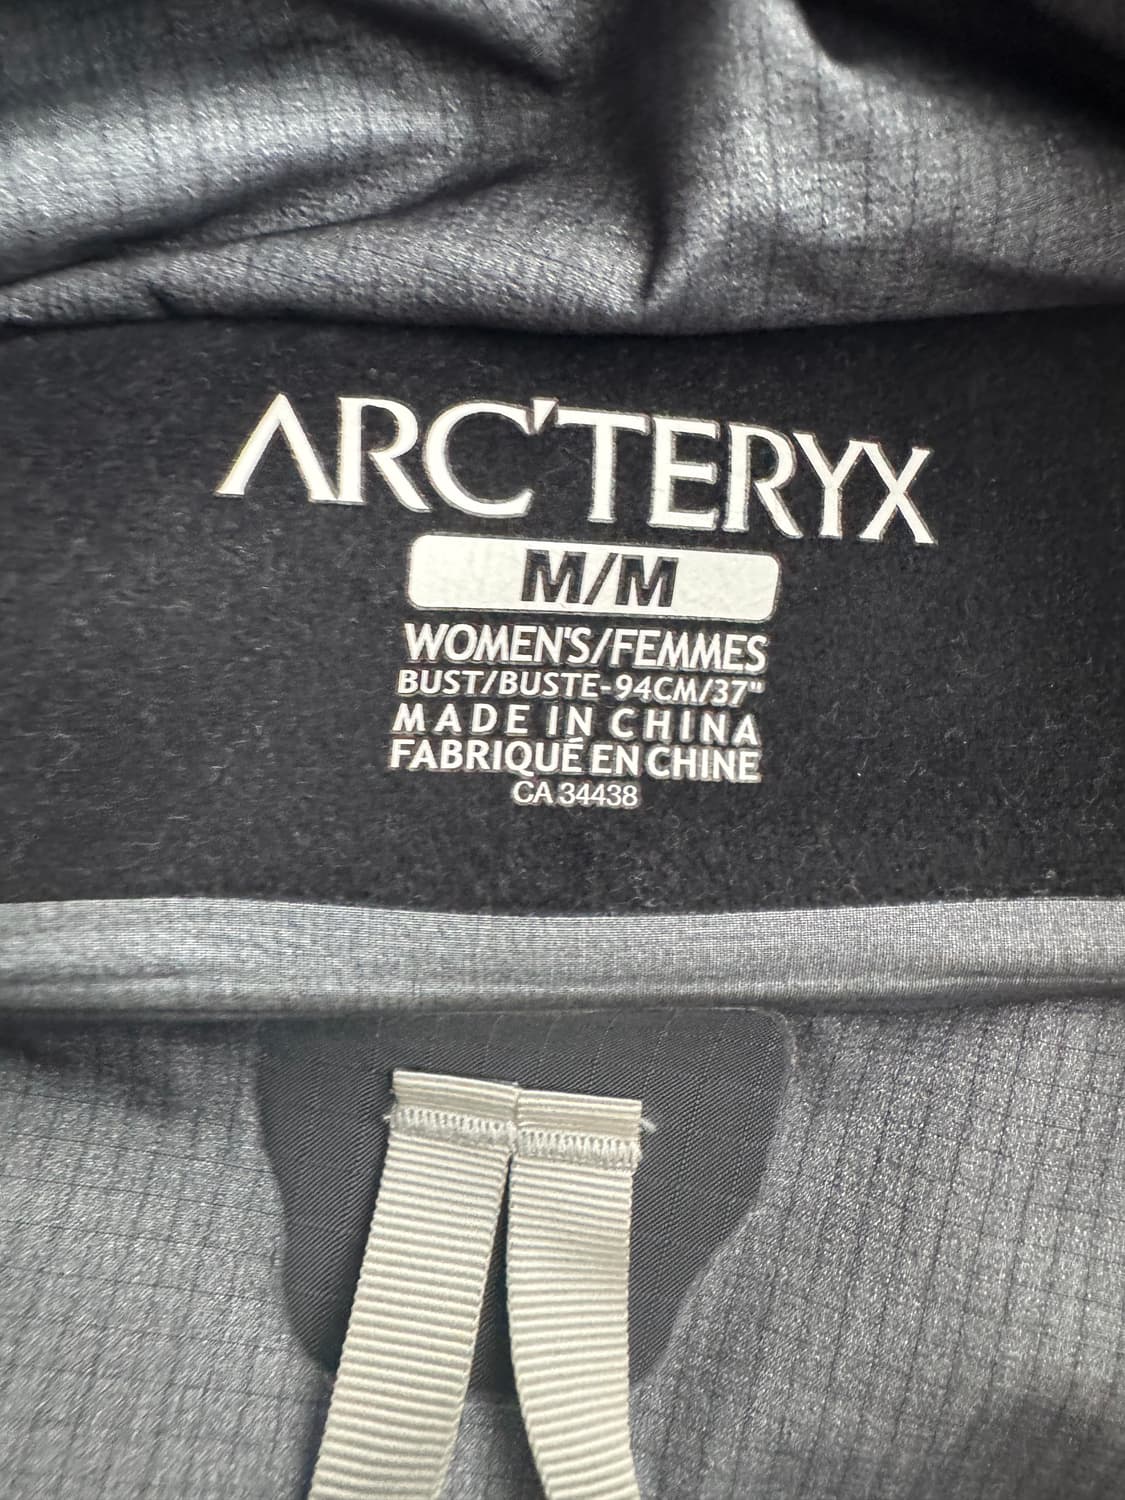 ARC'TERYX
M/M
WOMEN'S/FEMMES
BUST/BUSTE-94CM/37"
MADE IN CHINA
FABRIQUÉ EN CHINE
CA 34438